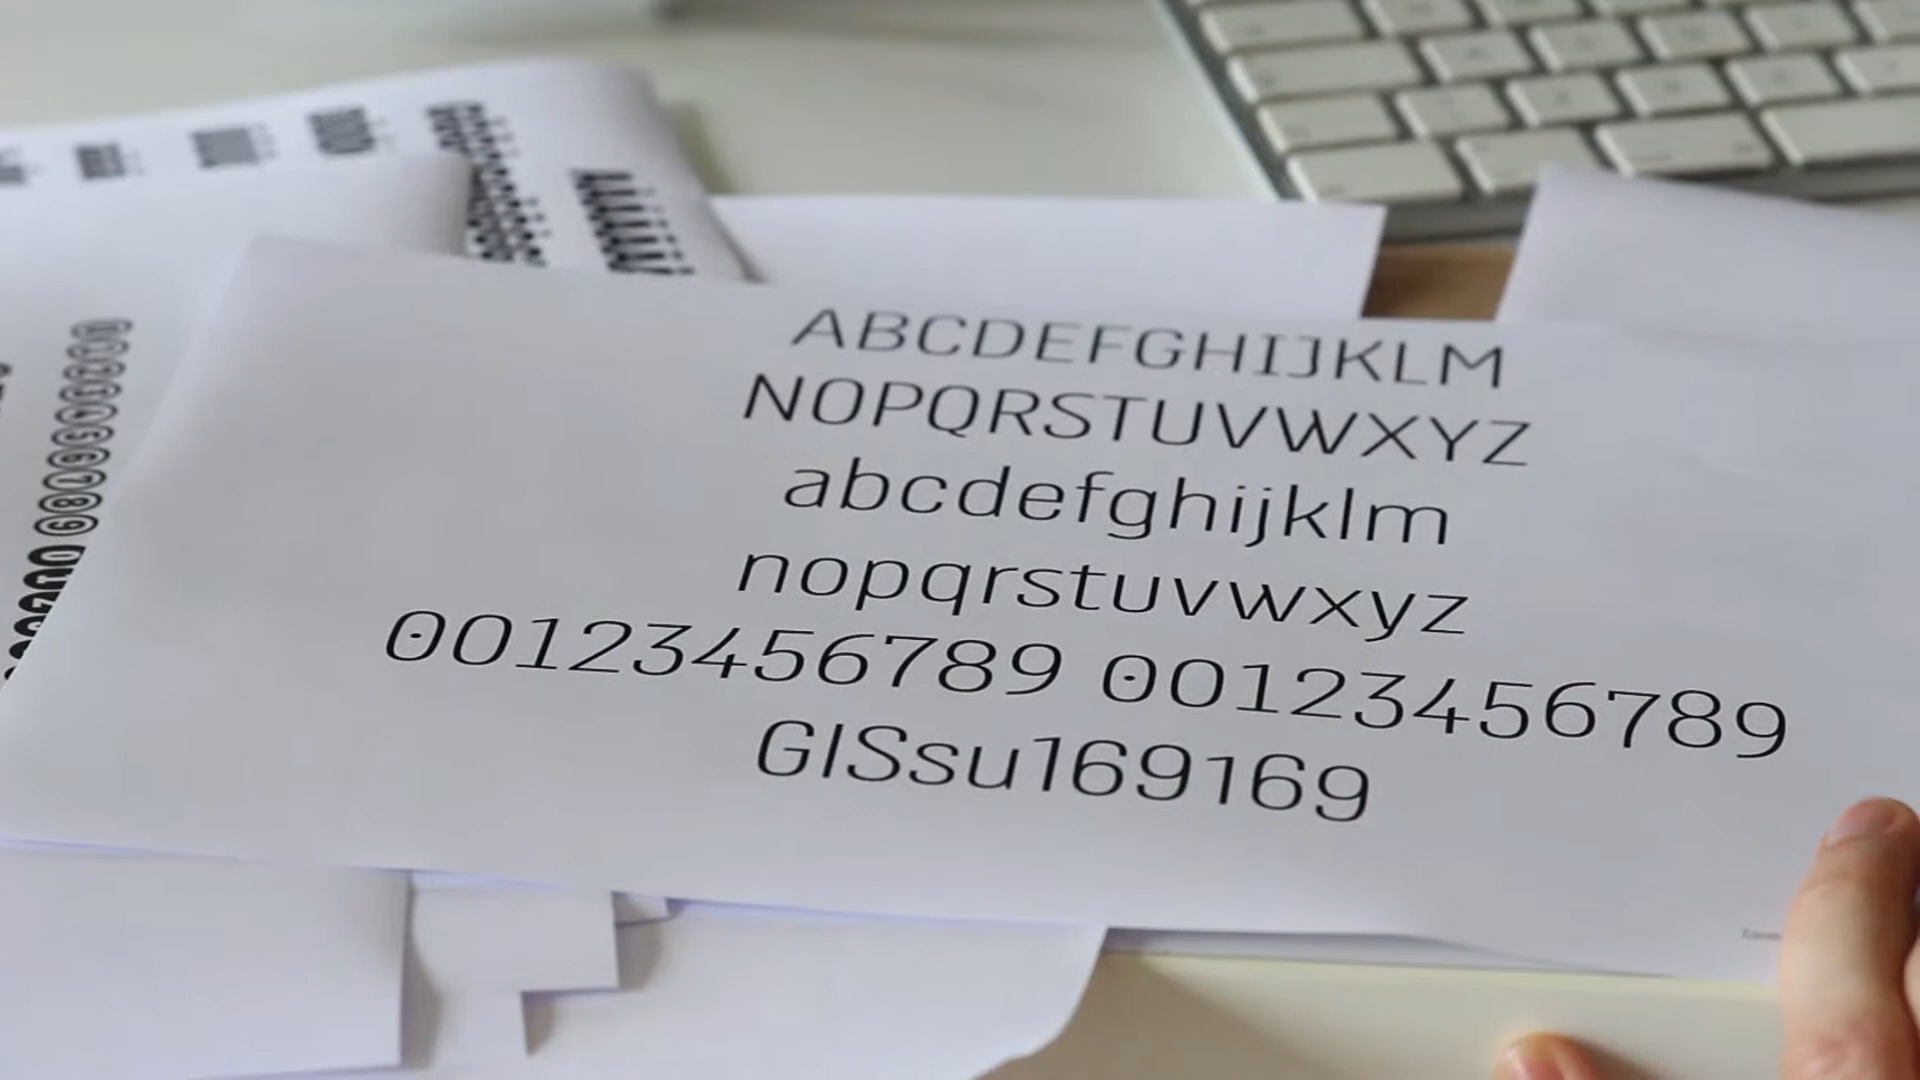 ABCDEFGHIJKLM
NOPQRSTUVWXYZ
abcdefghijklm
nopqrstuvwxyz
00123456789 00123456789
GISsu169169